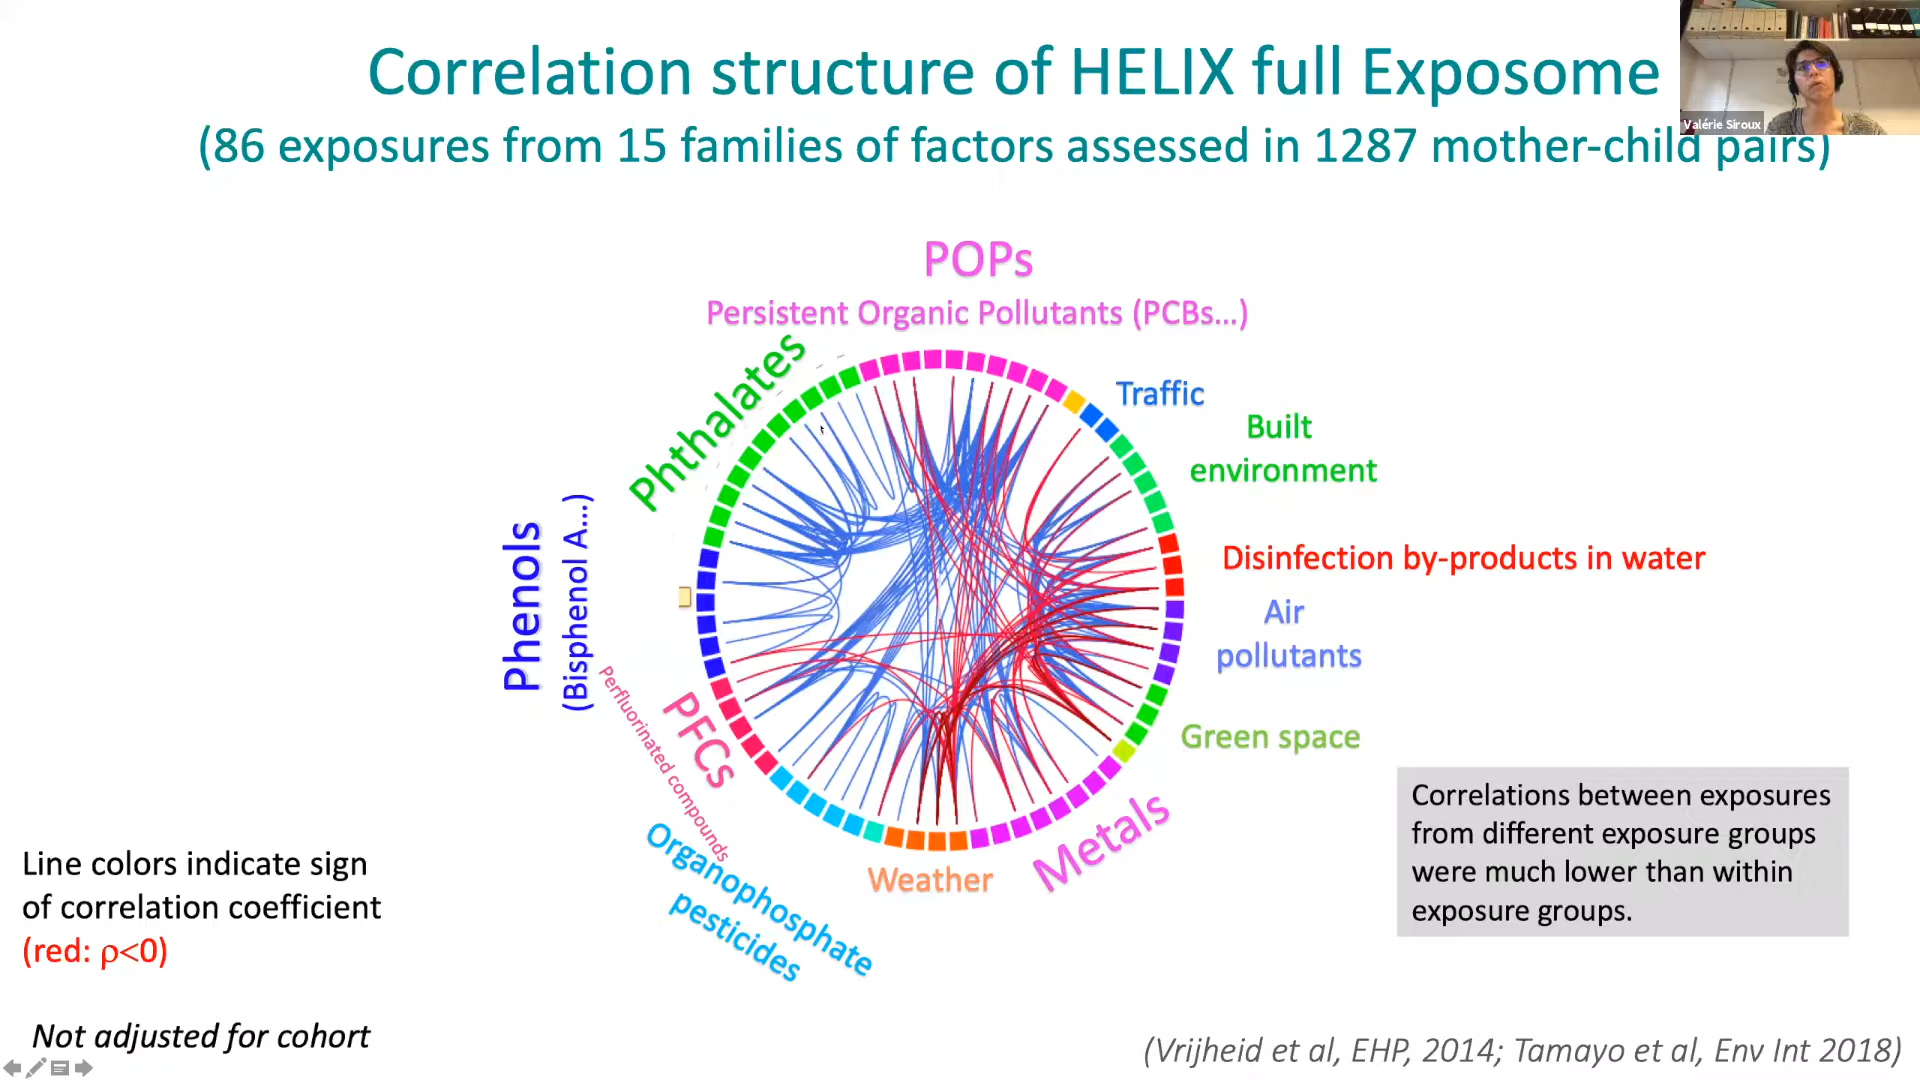 Correlation structure of HELIX full Exposome
(86 exposures from 15 families of factors assessed in 1287 mother-child pairs)
Valérie Siroux
POPs
Persistent Organic Pollutants (PCBs...)
Phthalates
Traffic
Built
environment
Phenols
(Bisphenol A...)
Disinfection by-products in water
Air
pollutants
PFCs
Perfluorinated compounds
Green space
Organophosphate
pesticides
Weather
Metals
Correlations between exposures
from different exposure groups
were much lower than within
exposure groups.
Line colors indicate sign
of correlation coefficient
(red: ρ<0)
Not adjusted for cohort
(Vrijheid et al, EHP, 2014; Tamayo et al, Env Int 2018)